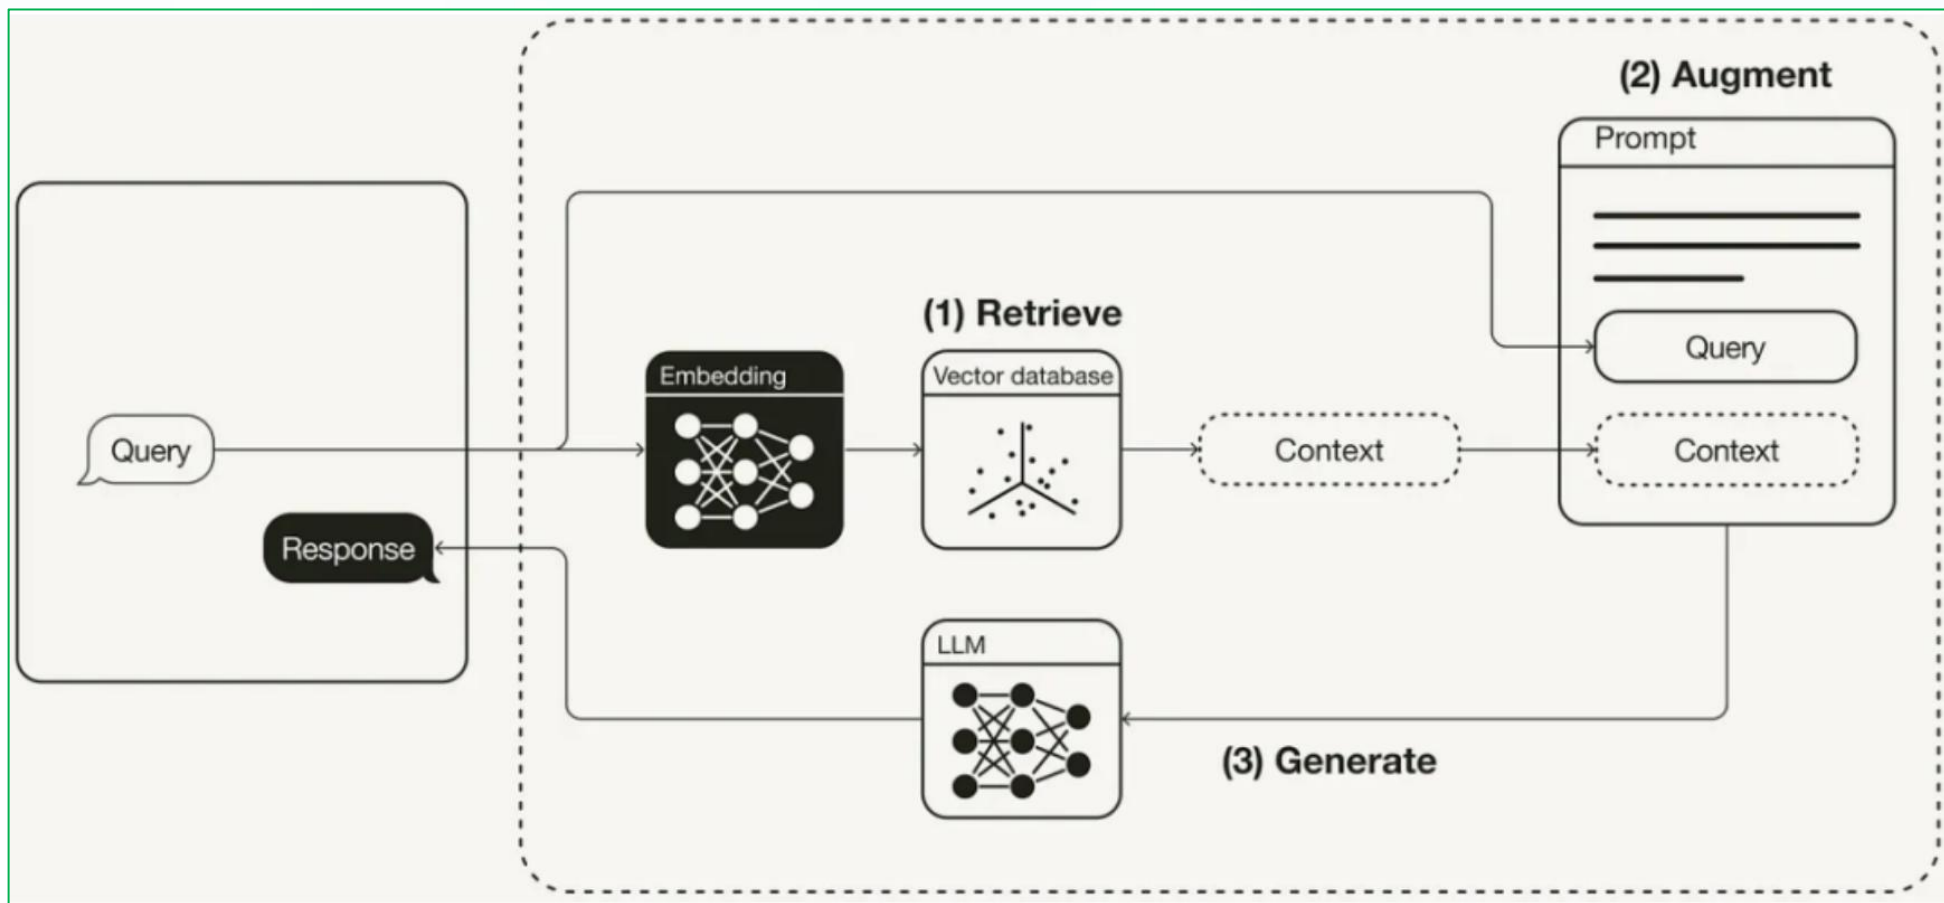 (2) Augment
Prompt
(1) Retrieve
Query
Embedding
Vector database
Query
Context
Context
Response
LLM
(3) Generate